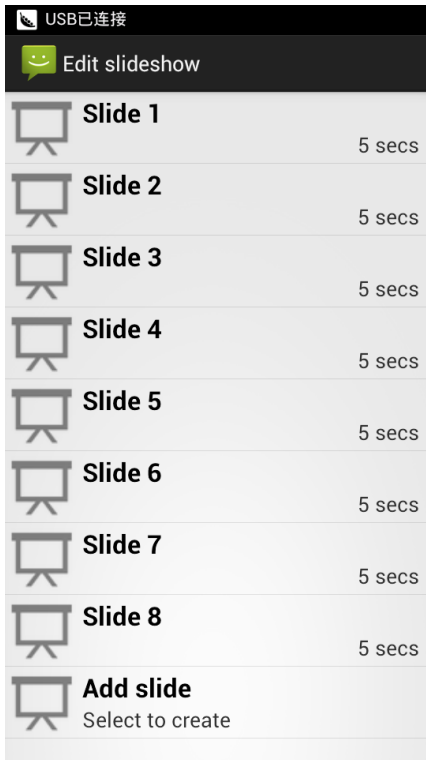 USB已连接
Edit slideshow
Slide 1
5 secs
Slide 2
5 secs
Slide 3
5 secs
Slide 4
5 secs
Slide 5
5 secs
Slide 6
5 secs
Slide 7
5 secs
Slide 8
5 secs
Add slide
Select to create